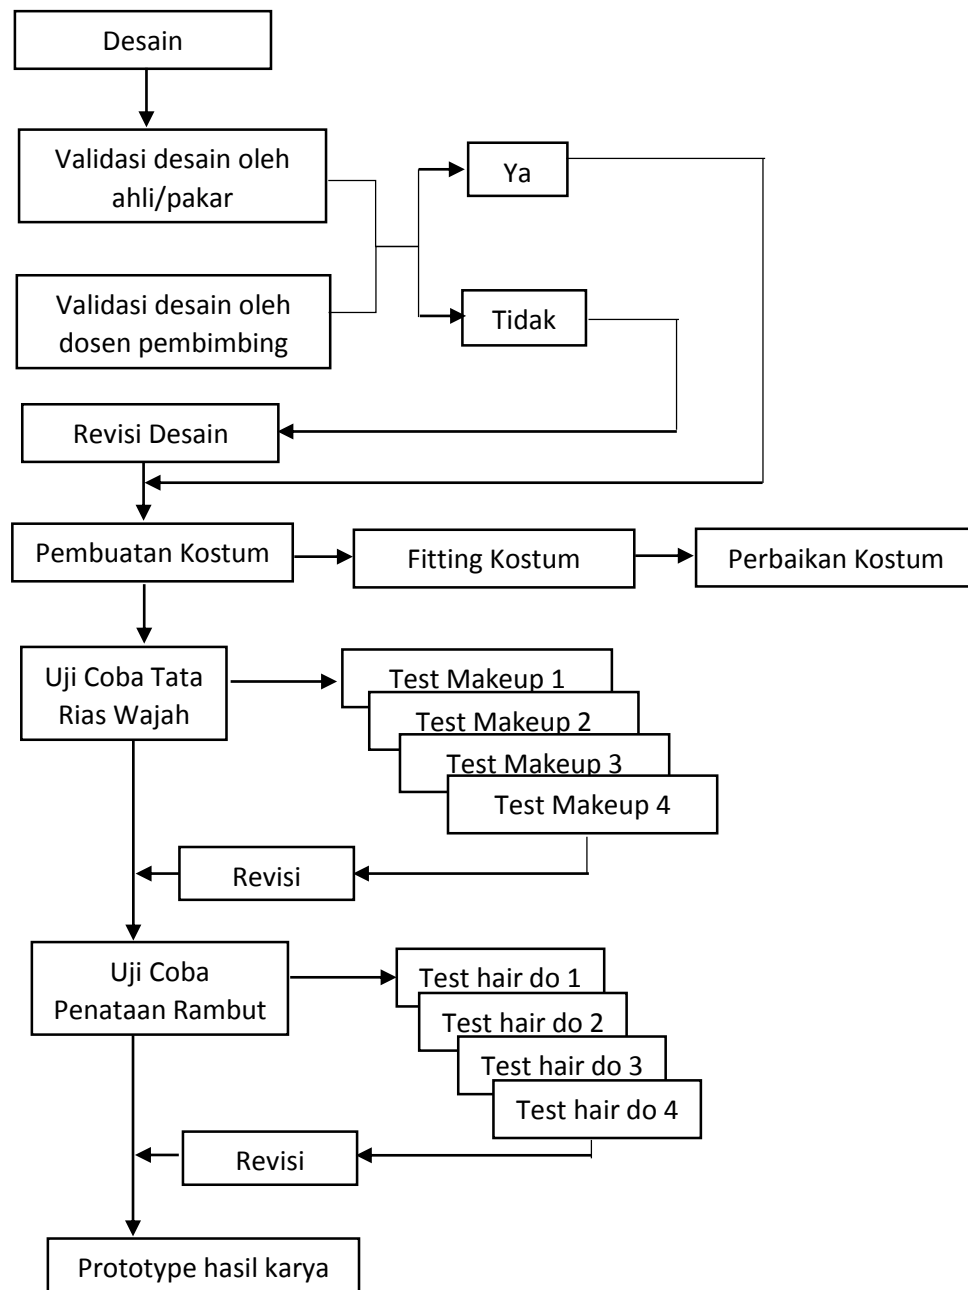 Desain
Validasi desain oleh
ahli/pakar
Ya
Validasi desain oleh
dosen pembimbing
Tidak
Revisi Desain
Pembuatan Kostum
Fitting Kostum
Perbaikan Kostum
Uji Coba Tata
Rias Wajah
Test Makeup 1
Test Makeup 2
Test Makeup 3
Test Makeup 4
Revisi
Uji Coba
Penataan Rambut
Test hair do 1
Test hair do 2
Test hair do 3
Test hair do 4
Revisi
Prototype hasil karya